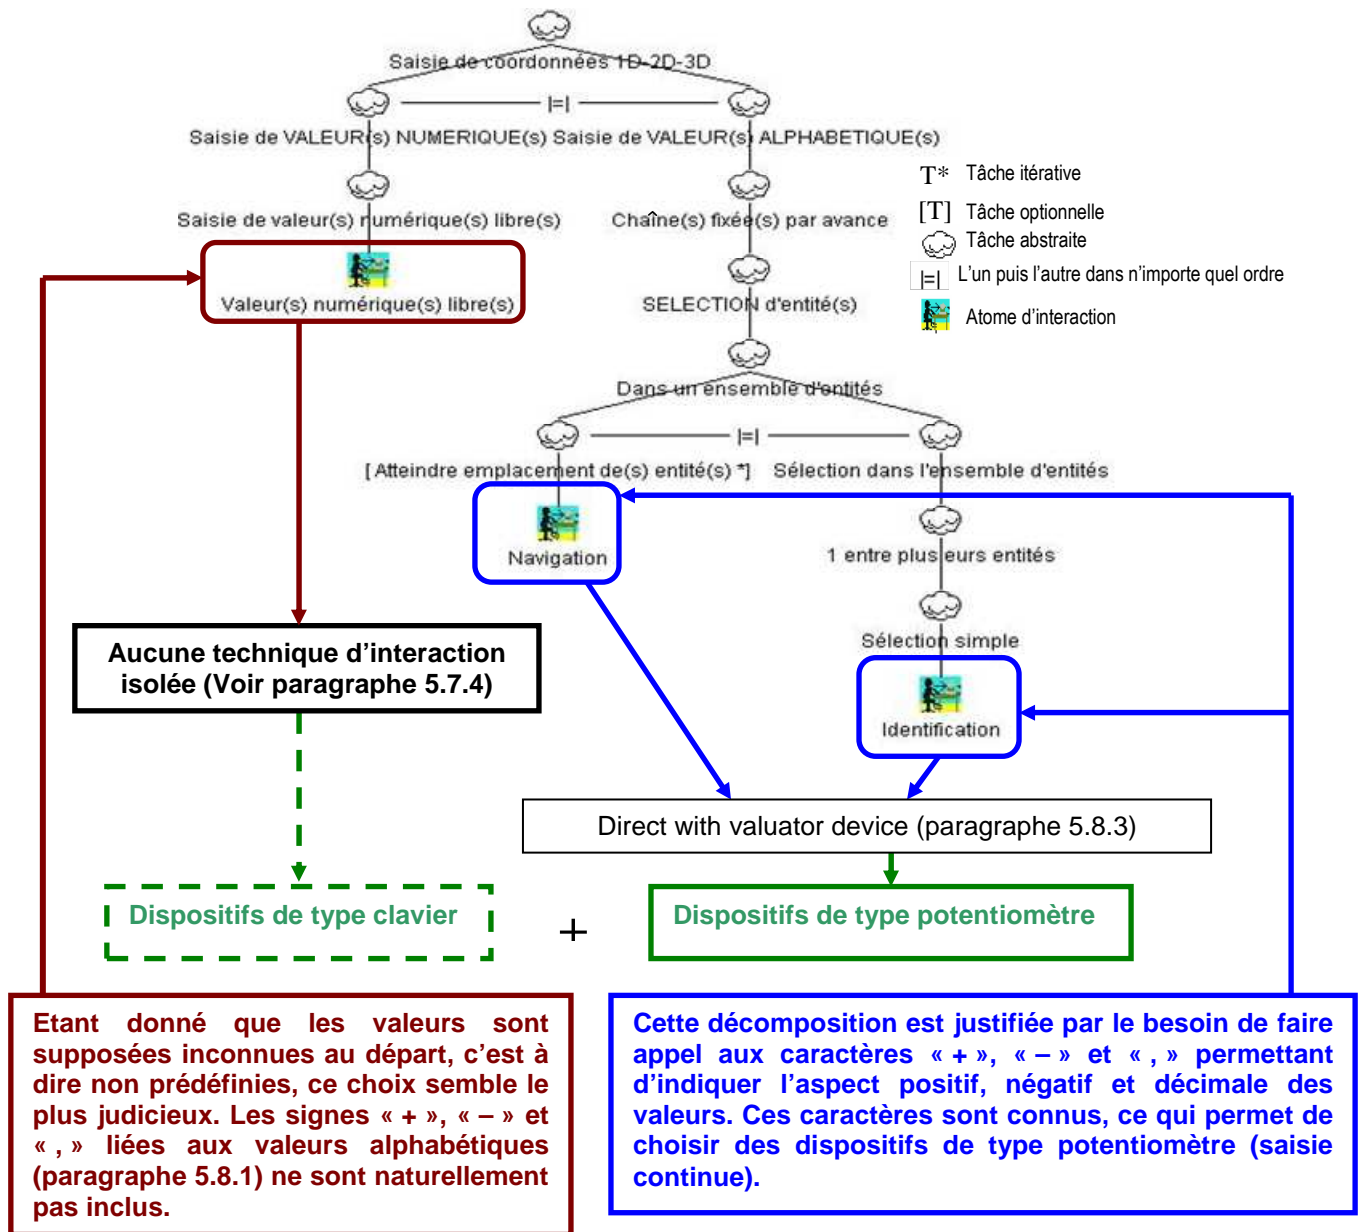 Saisie de coordonnées 1D-2D-3D
|=|
Saisie de VALEUR(s) NUMERIQUE(s) Saisie de VALEUR(s) ALPHABETIQUE(s)
T* Tâche itérative
[T] Tâche optionnelle
Tâche abstraite
|=| L'un puis l'autre dans n'importe quel ordre
Atome d'interaction
Saisie de valeur(s) numérique(s) libre(s)
Chaîne(s) fixée(s) par avance
Valeur(s) numérique(s) libre(s)
SELECTION d'entité(s)
Dans un ensemble d'entités
|=|
[ Atteindre emplacement de(s) entité(s) *]
Sélection dans l'ensemble d'entités
Navigation
1 entre plusieurs entités
Sélection simple
Identification
Aucune technique d'interaction
isolée (Voir paragraphe 5.7.4)
Direct with valuator device (paragraphe 5.8.3)
Dispositifs de type clavier
+
Dispositifs de type potentiomètre
Etant donné que les valeurs sont
supposées inconnues au départ, c'est à
dire non prédéfinies, ce choix semble le
plus judicieux. Les signes « + », « – » et
« , » liées aux valeurs alphabétiques
(paragraphe 5.8.1) ne sont naturellement
pas inclus.
Cette décomposition est justifiée par le besoin de faire
appel aux caractères « + », « – » et « , » permettant
d'indiquer l'aspect positif, négatif et décimale des
valeurs. Ces caractères sont connus, ce qui permet de
choisir des dispositifs de type potentiomètre (saisie
continue).